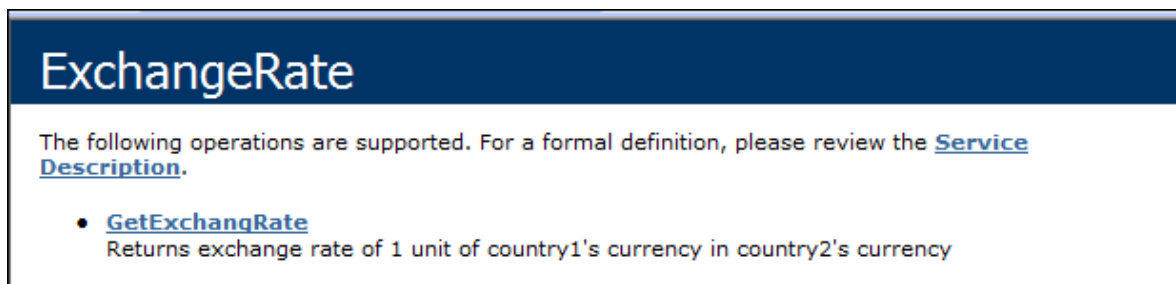 ExchangeRate
The following operations are supported. For a formal definition, please review the Service
Description.
• GetExchangRate
Returns exchange rate of 1 unit of country1's currency in country2's currency